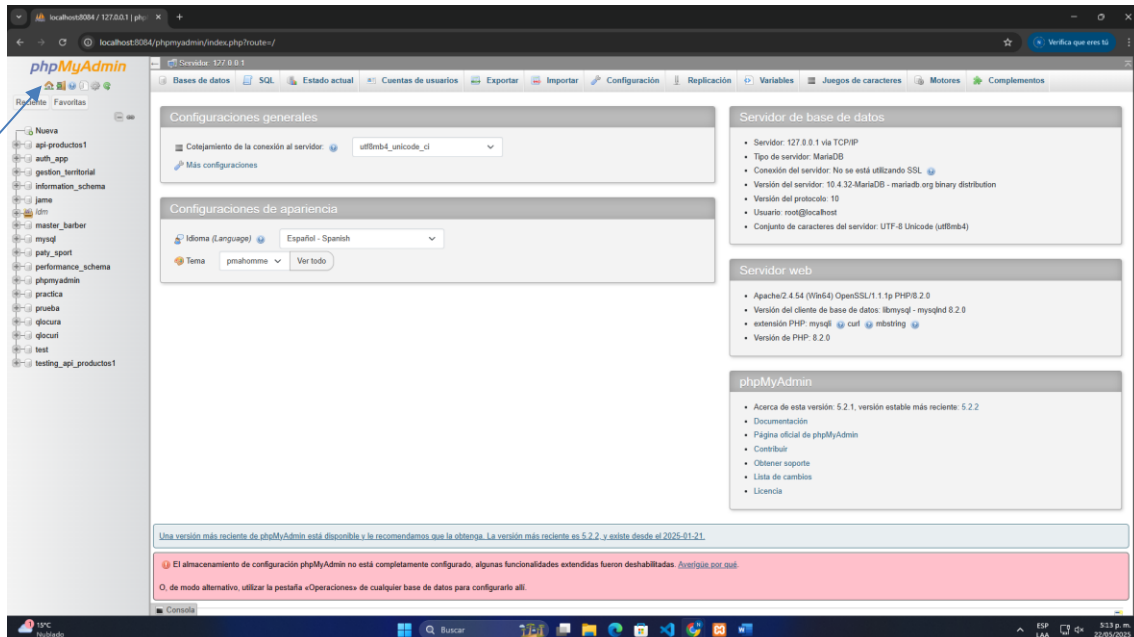 localhost:8084 / 127.0.0.1 | php
localhost:8084/phpmyadmin/index.php?route=/
Verifica que eres tú
phpMyAdmin
Reciente Favoritas
Nueva
api-productos1
auth_app
gestion_territorial
information_schema
jame
ldm
master_barber
mysql
paty_sport
performance_schema
phpmyadmin
practica
prueba
qlocura
qlocuri
test
testing_api_productos1
Servidor: 127.0.0.1
Bases de datos SQL Estado actual Cuentas de usuarios Exportar Importar Configuración Replicación Variables Juegos de caracteres Motores Complementos
Configuraciones generales
Cotejamiento de la conexión al servidor: utf8mb4_unicode_ci
Más configuraciones
Configuraciones de apariencia
Idioma (Language) Español - Spanish
Tema pmahomme Ver todo
Servidor de base de datos
• Servidor: 127.0.0.1 via TCP/IP
• Tipo de servidor: MariaDB
• Conexión del servidor: No se está utilizando SSL
• Versión del servidor: 10.4.32-MariaDB - mariadb.org binary distribution
• Versión del protocolo: 10
• Usuario: root@localhost
• Conjunto de caracteres del servidor: UTF-8 Unicode (utf8mb4)
Servidor web
• Apache/2.4.54 (Win64) OpenSSL/1.1.1p PHP/8.2.0
• Versión del cliente de base de datos: libmysql - mysqlnd 8.2.0
• extensión PHP: mysqli curl mbstring
• Versión de PHP: 8.2.0
phpMyAdmin
• Acerca de esta versión: 5.2.1, versión estable más reciente: 5.2.2
• Documentación
• Página oficial de phpMyAdmin
• Contribuir
• Obtener soporte
• Lista de cambios
• Licencia
Una versión más reciente de phpMyAdmin está disponible y le recomendamos que la obtenga. La versión más reciente es 5.2.2, y existe desde el 2025-01-21.
El almacenamiento de configuración phpMyAdmin no está completamente configurado, algunas funcionalidades extendidas fueron deshabilitadas. Averigüe por qué.
O, de modo alternativo, utilizar la pestaña «Operaciones» de cualquier base de datos para configurarlo allí.
Consola
15°C
Nublado
Buscar
ESP
LAA
5:13 p. m.
22/05/2025